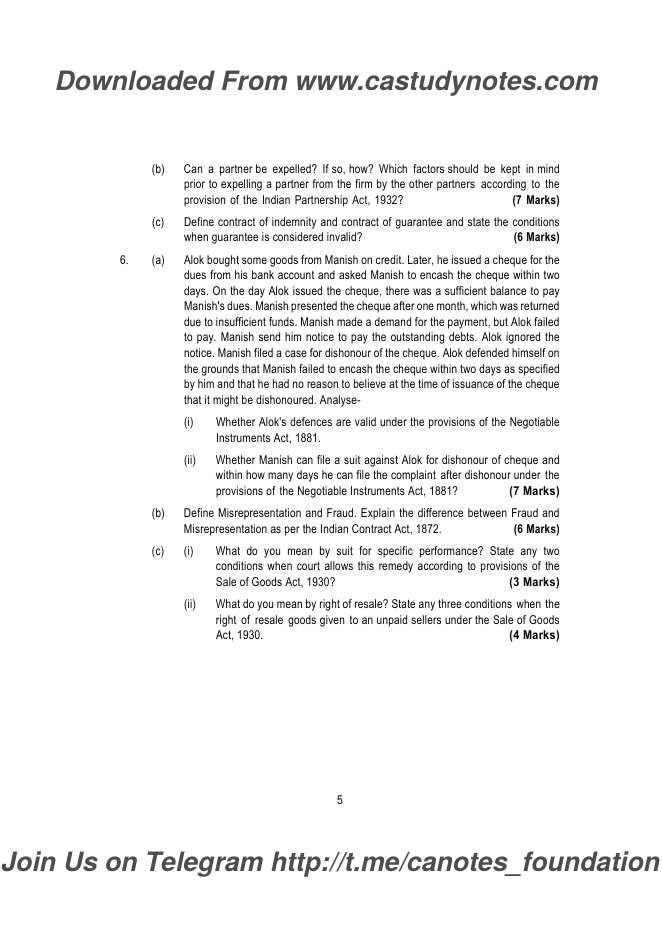 Downloaded From www.castudynotes.com
(b) Can a partner be expelled? If so, how? Which factors should be kept in mind
prior to expelling a partner from the firm by the other partners according to the
provision of the Indian Partnership Act, 1932? (7 Marks)
(c) Define contract of indemnity and contract of guarantee and state the conditions
when guarantee is considered invalid? (6 Marks)
6. (a) Alok bought some goods from Manish on credit. Later, he issued a cheque for the
dues from his bank account and asked Manish to encash the cheque within two
days. On the day Alok issued the cheque, there was a sufficient balance to pay
Manish's dues. Manish presented the cheque after one month, which was returned
due to insufficient funds. Manish made a demand for the payment, but Alok failed
to pay. Manish send him notice to pay the outstanding debts. Alok ignored the
notice. Manish filed a case for dishonour of the cheque. Alok defended himself on
the grounds that Manish failed to encash the cheque within two days as specified
by him and that he had no reason to believe at the time of issuance of the cheque
that it might be dishonoured. Analyse-
(i) Whether Alok's defences are valid under the provisions of the Negotiable
Instruments Act, 1881.
(ii) Whether Manish can file a suit against Alok for dishonour of cheque and
within how many days he can file the complaint after dishonour under the
provisions of the Negotiable Instruments Act, 1881? (7 Marks)
(b) Define Misrepresentation and Fraud. Explain the difference between Fraud and
Misrepresentation as per the Indian Contract Act, 1872. (6 Marks)
(c) (i) What do you mean by suit for specific performance? State any two
conditions when court allows this remedy according to provisions of the
Sale of Goods Act, 1930? (3 Marks)
(ii) What do you mean by right of resale? State any three conditions when the
right of resale goods given to an unpaid sellers under the Sale of Goods
Act, 1930. (4 Marks)
5
Join Us on Telegram http://t.me/canotes_foundation